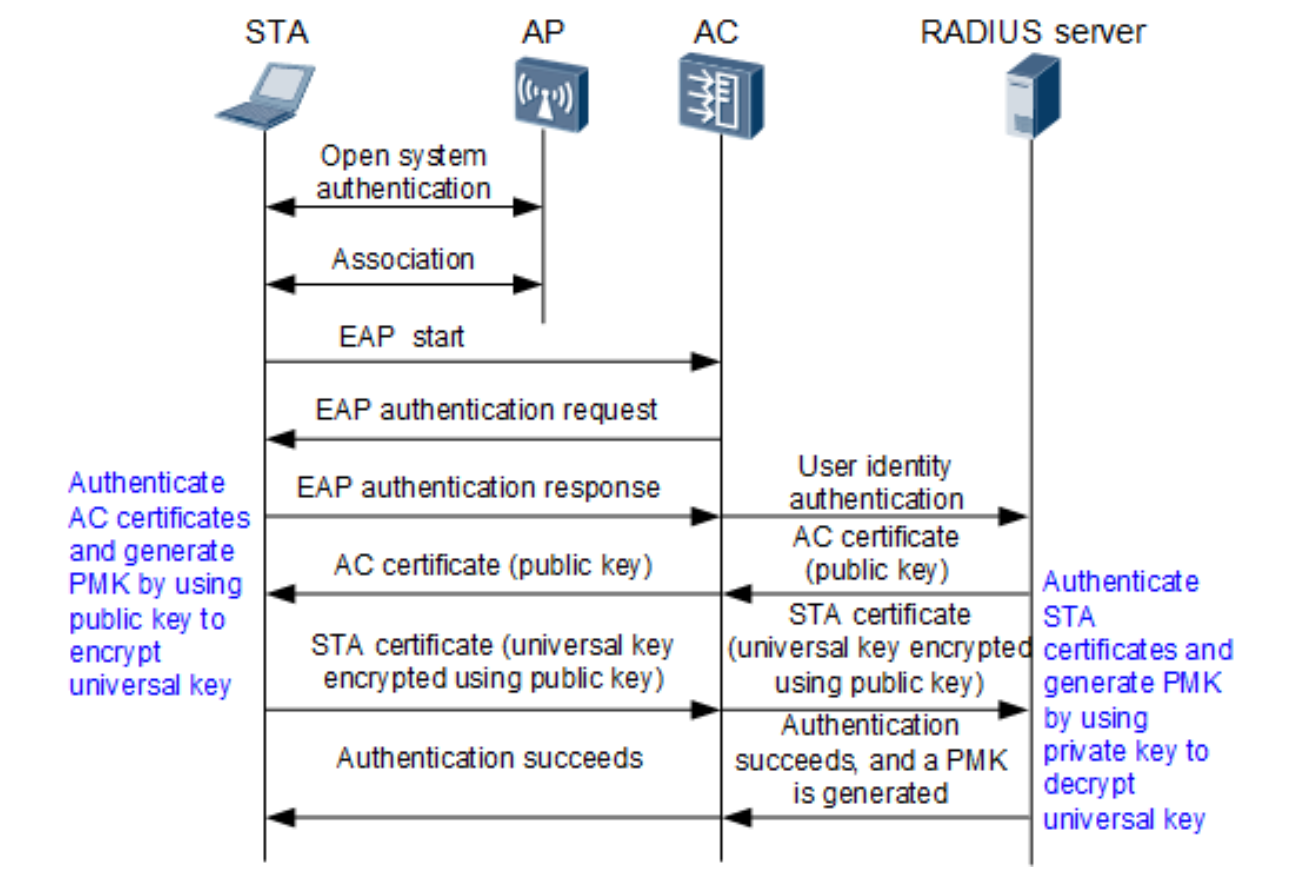 STA
AP
AC
RADIUS server
Open system
authentication
Association
EAP start
EAP authentication request
Authenticate
AC certificates
and generate
PMK by using
public key to
encrypt
universal key
EAP authentication response
User identity
authentication
AC certificate (public key)
AC certificate
(public key)
STA certificate (universal key
encrypted using public key)
STA certificate
(universal key encrypted
using public key)
Authentication succeeds
Authentication
succeeds, and a PMK
is generated
Authenticate
STA
certificates and
generate PMK
by using
private key to
decrypt
universal key